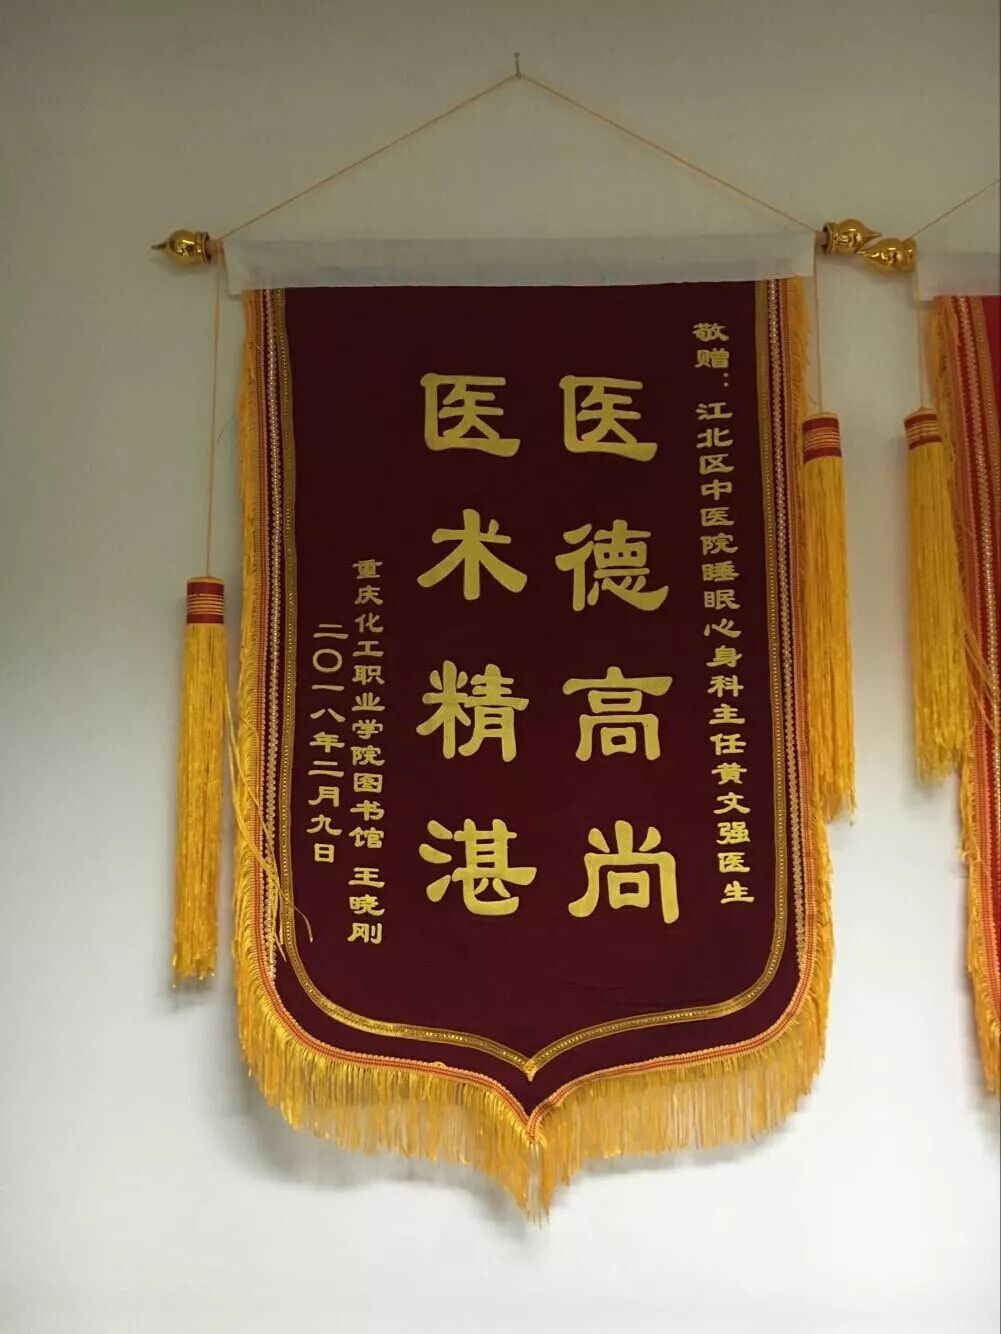 敬赠：江北区中医院睡眠心身科主任黄文强医生
医德高尚
医术精湛
重庆化工职业学院图书馆 王晓刚
二〇一八年二月九日